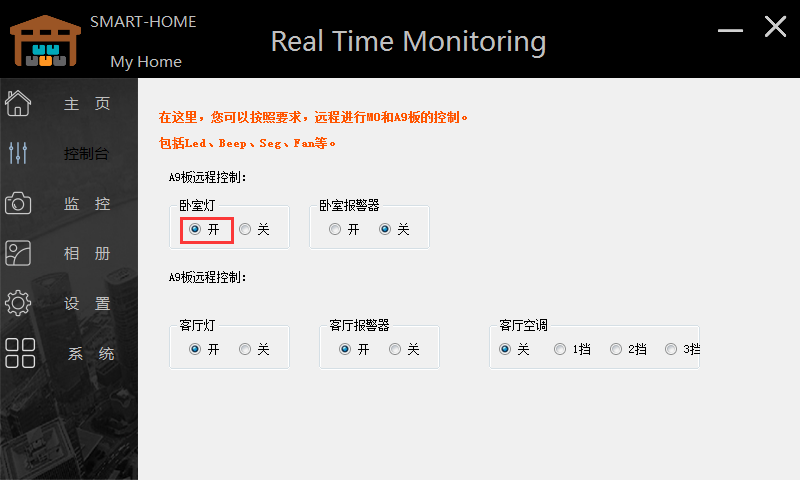 SMART-HOME
My Home
Real Time Monitoring
主 页
控制台
监 控
相 册
设 置
系 统
在这里，您可以按照要求，远程进行M0和A9板的控制。
包括Led、Beep、Seg、Fan等。
A9板远程控制：
卧室灯
开 关
卧室报警器
开 关
A9板远程控制：
客厅灯
开 关
客厅报警器
开 关
客厅空调
关 1挡 2挡 3挡